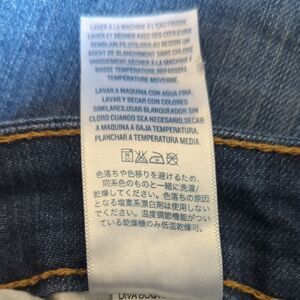 LAVER À LA MACHINE À L'EAU FROIDE
LAVER ET SÉCHER AVEC DES COULEURS
SEMBLABLES.UTILISER AU BESOIN UN
AGENT DE BLANCHIMENT SANS CHLORE
UNIQUEMENT.SÉCHER À LA MACHINE À
BASSE TEMPÉRATURE.REPASSER À
TEMPÉRATURE MOYENNE.
LAVAR A MAQUINA CON AGUA FRIA.
LAVAR Y SECAR CON COLORES
SIMILARES.USAR BLANQUEADOR SIN
CLORO CUANDO SEA NECESARIO.SECAR
A MAQUINA A BAJA TEMPERATURA.
PLANCHAR A TEMPERATURA MEDIA.
色落ちや色移りを避けるため、
同系色のものと一緒に洗濯/
乾燥してください。色落ちの原因
となる塩素系漂白剤は使用しない
でください。温度調節機能がつい
ている乾燥機のみ低温乾燥可。